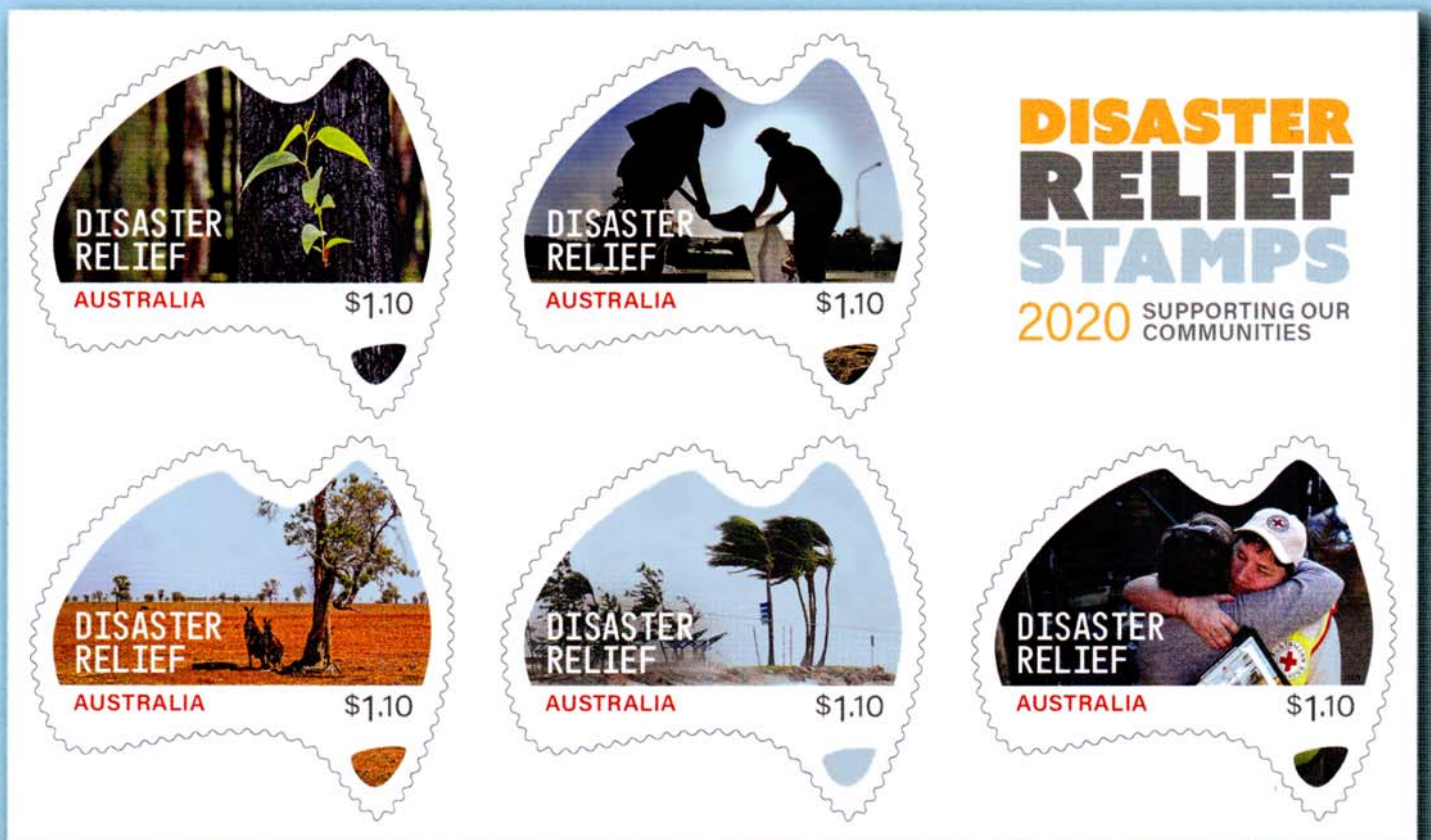 DISASTER
RELIEF
AUSTRALIA $1.10
DISASTER
RELIEF
AUSTRALIA $1.10
DISASTER
RELIEF
STAMPS
2020 SUPPORTING OUR
COMMUNITIES
DISASTER
RELIEF
AUSTRALIA $1.10
DISASTER
RELIEF
AUSTRALIA $1.10
DISASTER
RELIEF
AUSTRALIA $1.10